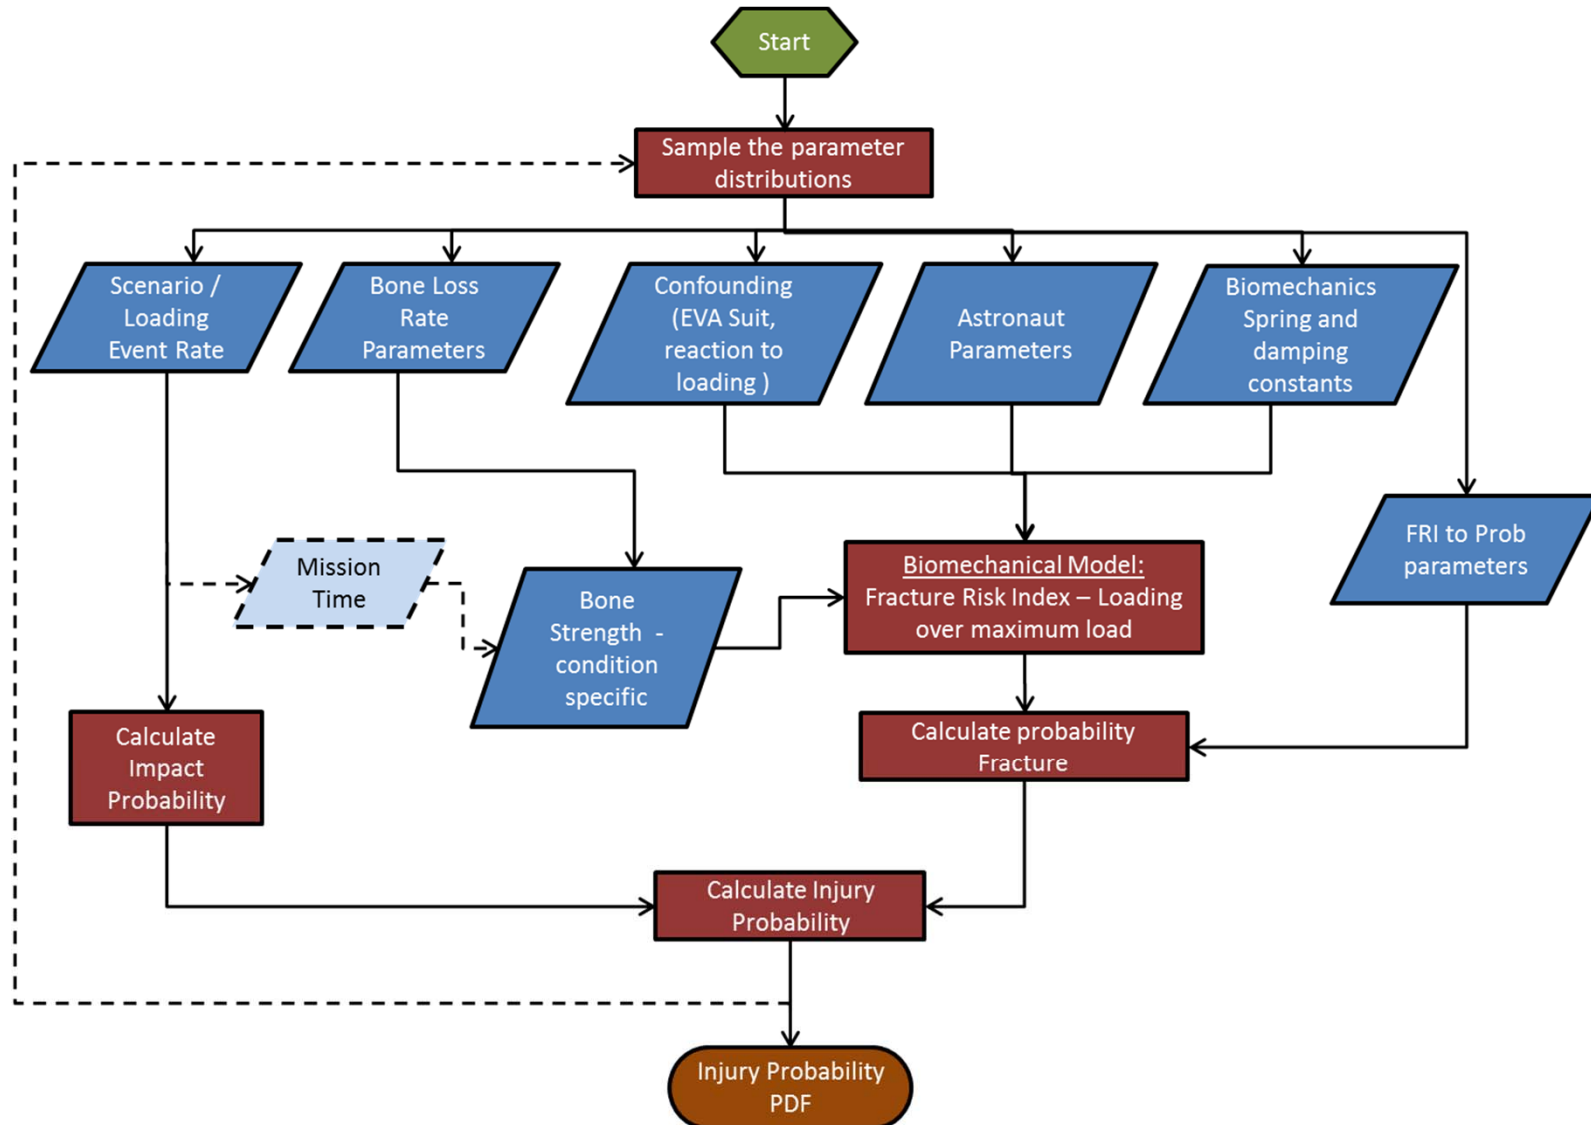 Start
Sample the parameter
distributions
Scenario /
Loading
Event Rate
Bone Loss
Rate
Parameters
Confounding
(EVA Suit,
reaction to
loading )
Astronaut
Parameters
Biomechanics
Spring and
damping
constants
Mission
Time
Bone
Strength -
condition
specific
Biomechanical Model:
Fracture Risk Index – Loading
over maximum load
FRI to Prob
parameters
Calculate
Impact
Probability
Calculate probability
Fracture
Calculate Injury
Probability
Injury Probability
PDF